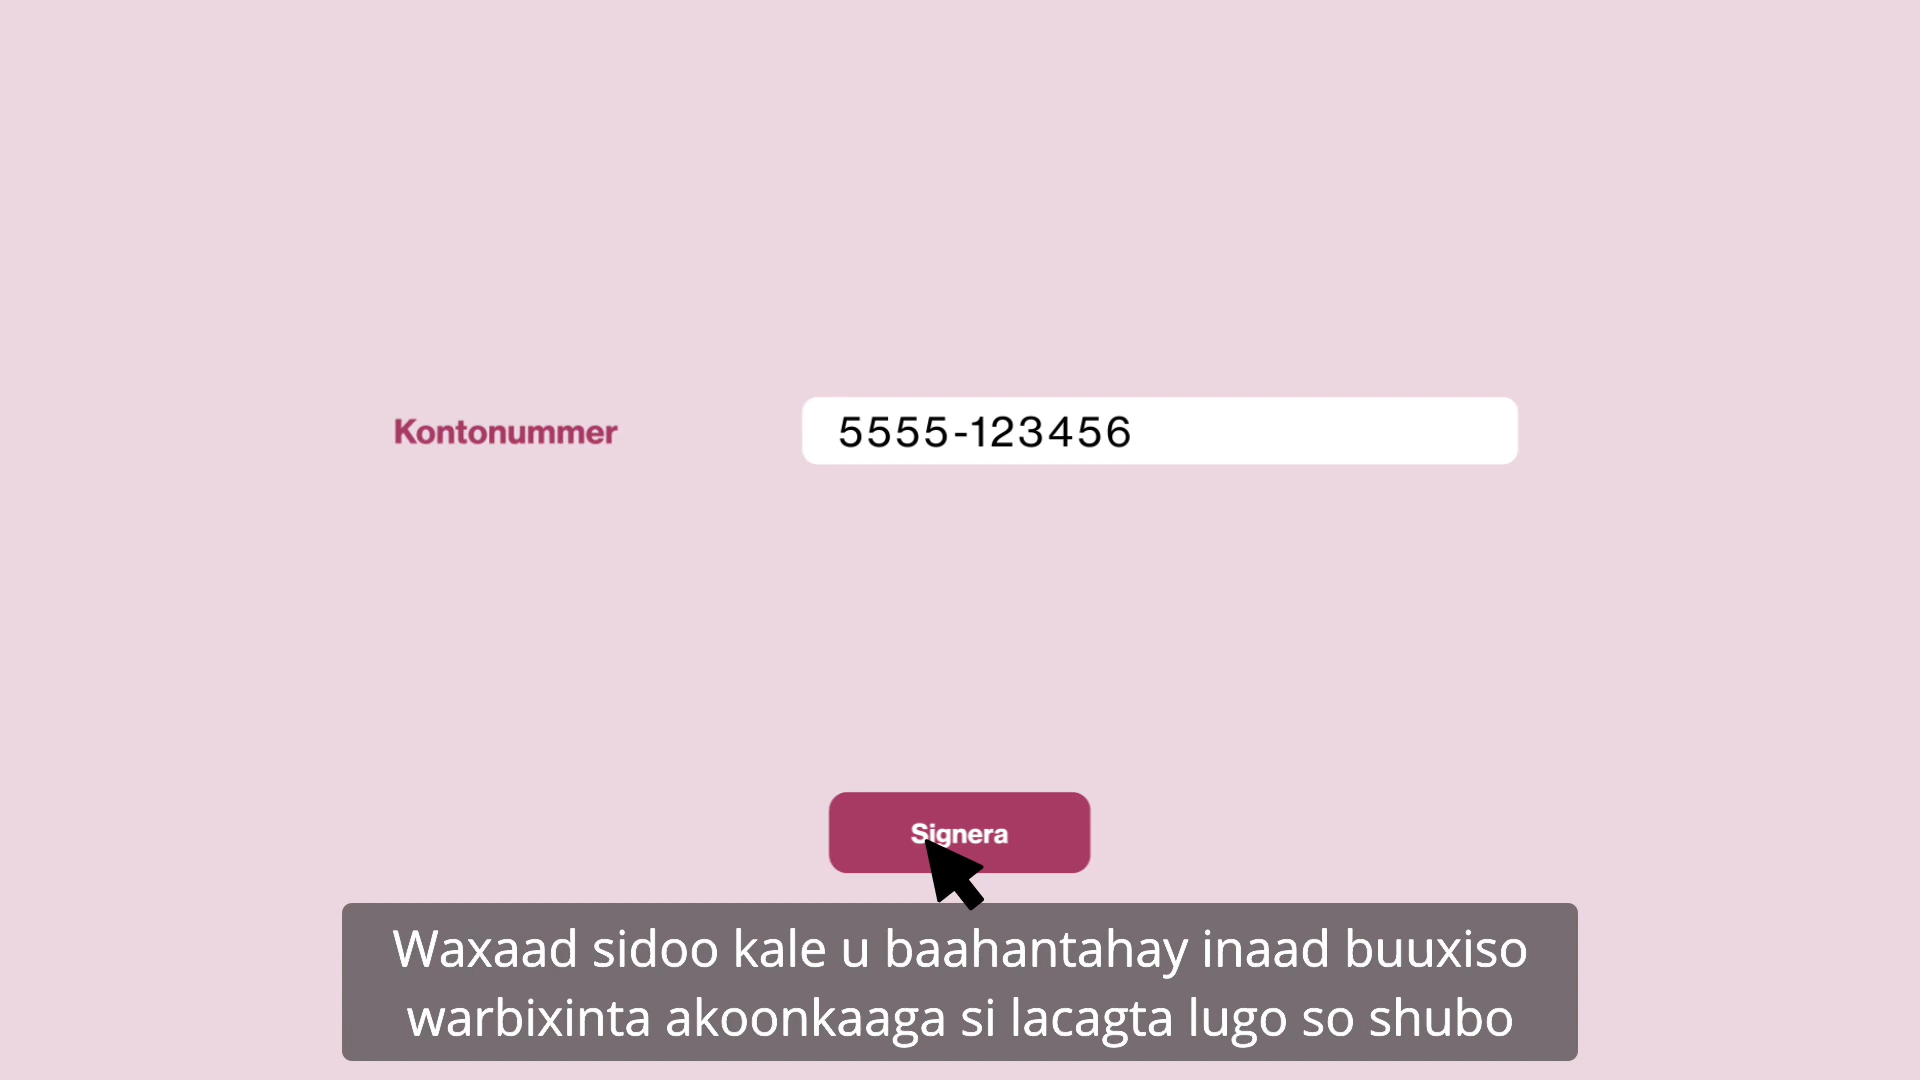 Kontonummer
5555-123456
Signera
Waxaad sidoo kale u baahantahay inaad buuxiso
warbixinta akoonkaaga si lacagta lugo so shubo